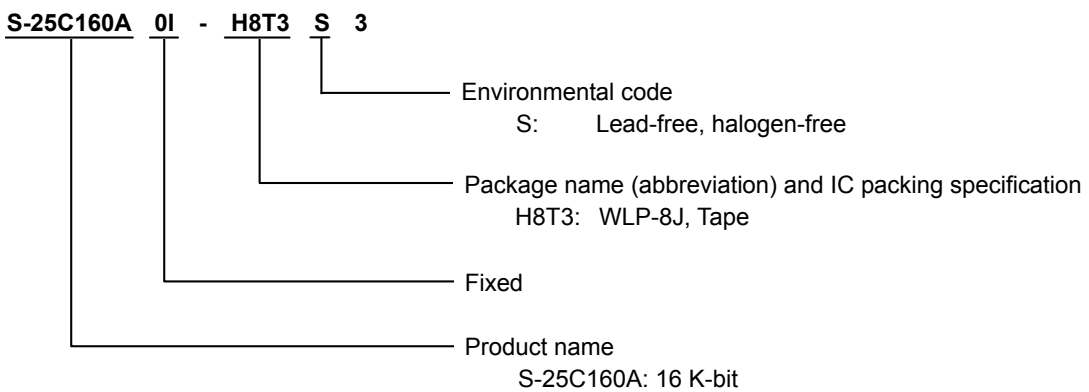 S-25C160A 0I - H8T3 S 3
Environmental code
S: Lead-free, halogen-free
Package name (abbreviation) and IC packing specification
H8T3: WLP-8J, Tape
Fixed
Product name
S-25C160A: 16 K-bit